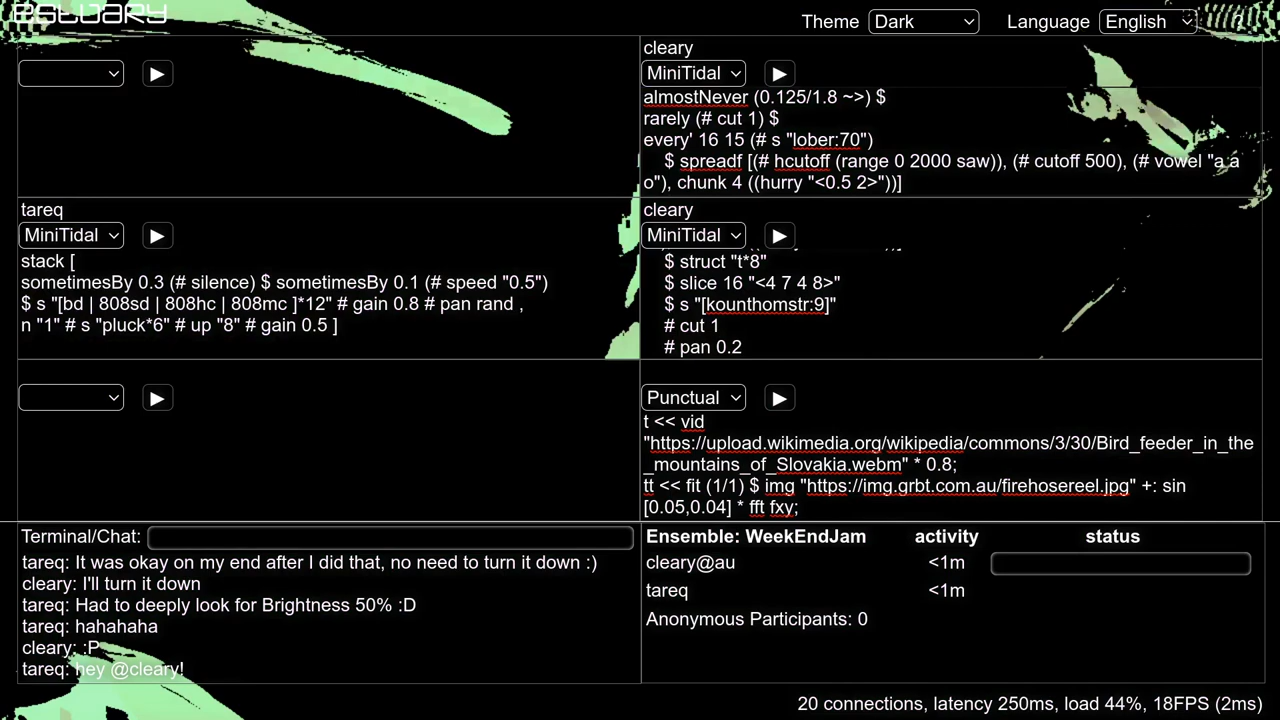 estuary
Theme Dark Language English
cleary
MiniTidal
almostNever (0.125/1.8 ~>) $
rarely (# cut 1) $
every' 16 15 (# s "lober:70")
$ spreadf [(# hcutoff (range 0 2000 saw)), (# cutoff 500), (# vowel "a a
o"), chunk 4 ((hurry "<0.5 2>"))]
tareq
MiniTidal
stack [
sometimesBy 0.3 (# silence) $ sometimesBy 0.1 (# speed "0.5")
$ s "[bd | 808sd | 808hc | 808mc ]*12" # gain 0.8 # pan rand ,
n "1" # s "pluck*6" # up "8" # gain 0.5 ]
cleary
MiniTidal
$ struct "t*8"
$ slice 16 "<4 7 4 8>"
$ s "[kounthomstr:9]"
# cut 1
# pan 0.2
Punctual
t << vid
"https://upload.wikimedia.org/wikipedia/commons/3/30/Bird_feeder_in_the
_mountains_of_Slovakia.webm" * 0.8;
tt << fit (1/1) $ img "https://img.grbt.com.au/firehosereel.jpg" +: sin
[0.05,0.04] * fft fxy;
Terminal/Chat:
tareq: It was okay on my end after I did that, no need to turn it down :)
cleary: I'll turn it down
tareq: Had to deeply look for Brightness 50% :D
tareq: hahahaha
cleary: :P
tareq: hey @cleary!
Ensemble: WeekEndJam activity status
cleary@au <1m
tareq <1m
Anonymous Participants: 0
20 connections, latency 250ms, load 44%, 18FPS (2ms)